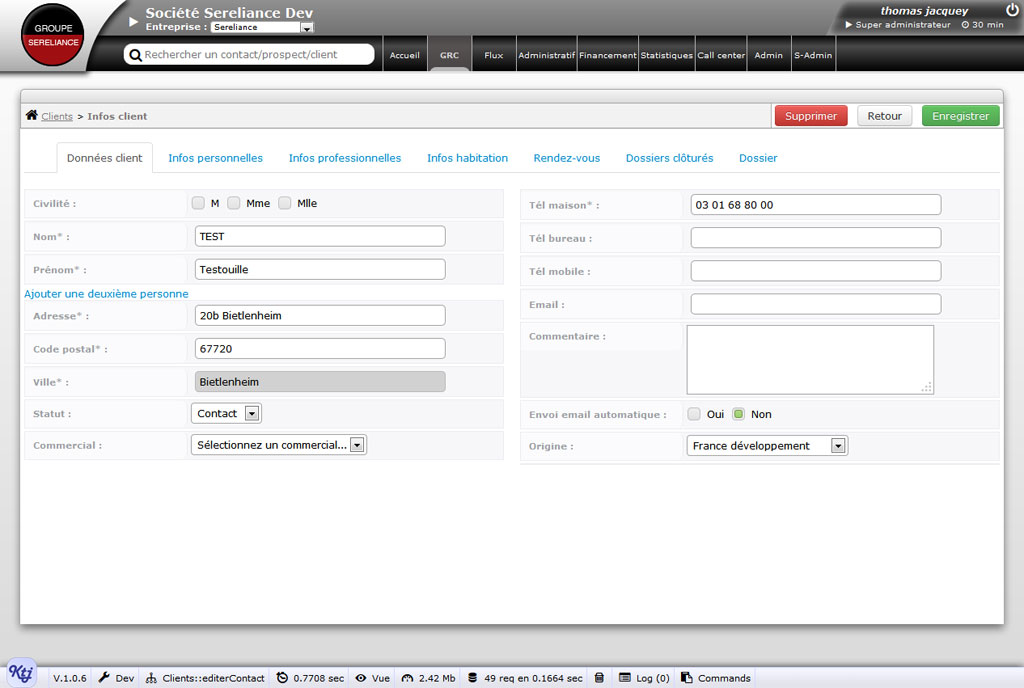 GROUPE
SERELIANCE
Société Sereliance Dev
Entreprise : Sereliance
thomas jacquey
Super administrateur 30 min
Rechercher un contact/prospect/client
Accueil GRC Flux Administratif Financement Statistiques Call center Admin S-Admin
Clients > Infos client
Supprimer Retour Enregistrer
Données client Infos personnelles Infos professionnelles Infos habitation Rendez-vous Dossiers clôturés Dossier
Civilité : M Mme Mlle
Nom* : TEST
Prénom* : Testouille
Ajouter une deuxième personne
Adresse* : 20b Bietlenheim
Code postal* : 67720
Ville* : Bietlenheim
Statut : Contact
Commercial : Sélectionnez un commercial...
Tél maison* : 03 01 68 80 00
Tél bureau :
Tél mobile :
Email :
Commentaire :
Envoi email automatique : Oui Non
Origine : France développement
Ktj V.1.0.6 Dev Clients::editerContact 0.7708 sec Vue 2.42 Mb 49 req en 0.1664 sec Log (0) Commands